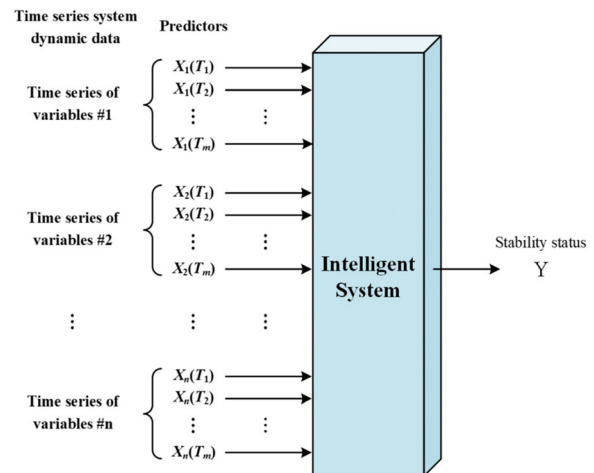 Time series system
dynamic data
Predictors
Time series of
variables #1
X₁(T₁)
X₁(T₂)
⋮ ⋮
X₁(Tₘ)
Time series of
variables #2
X₂(T₁)
X₂(T₂)
⋮ ⋮
X₂(Tₘ)
⋮ ⋮ ⋮
Time series of
variables #n
Xₙ(T₁)
Xₙ(T₂)
⋮ ⋮
Xₙ(Tₘ)
Intelligent
System
Stability status
Y